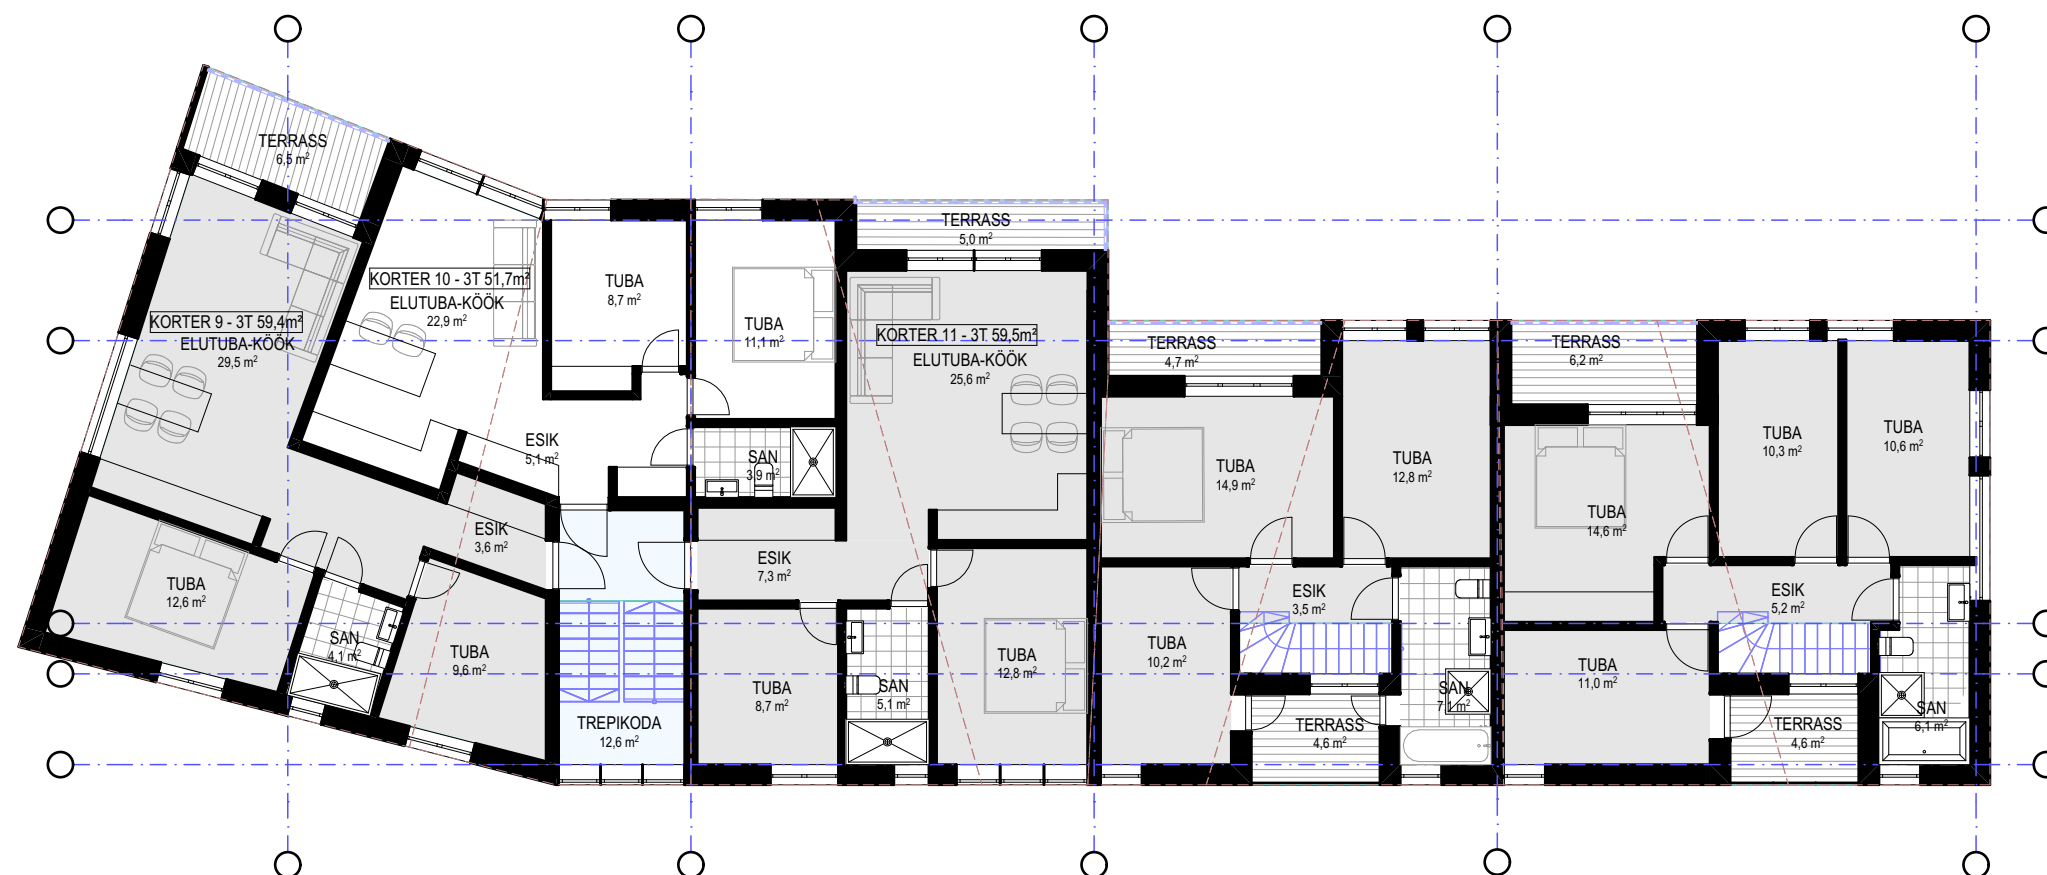 TERRASS
6,5 m²
KORTER 9 - 3T 59,4m²
ELUTUBA-KÖÖK
29,5 m²
TUBA
12,6 m²
SAN
4,1 m²
TUBA
9,6 m²
ESIK
3,6 m²
KORTER 10 - 3T 51,7m²
ELUTUBA-KÖÖK
22,9 m²
ESIK
5,1 m²
TUBA
8,7 m²
TUBA
11,1 m²
SAN
3,9 m²
TREPIKODA
12,6 m²
TERRASS
5,0 m²
KORTER 11 - 3T 59,5m²
ELUTUBA-KÖÖK
25,6 m²
ESIK
7,3 m²
TUBA
8,7 m²
SAN
5,1 m²
TUBA
12,8 m²
TERRASS
4,7 m²
TUBA
14,9 m²
TUBA
12,8 m²
ESIK
3,5 m²
TUBA
10,2 m²
SAN
7,1 m²
TERRASS
4,6 m²
TERRASS
6,2 m²
TUBA
14,6 m²
TUBA
10,3 m²
TUBA
10,6 m²
ESIK
5,2 m²
TUBA
11,0 m²
SAN
6,1 m²
TERRASS
4,6 m²